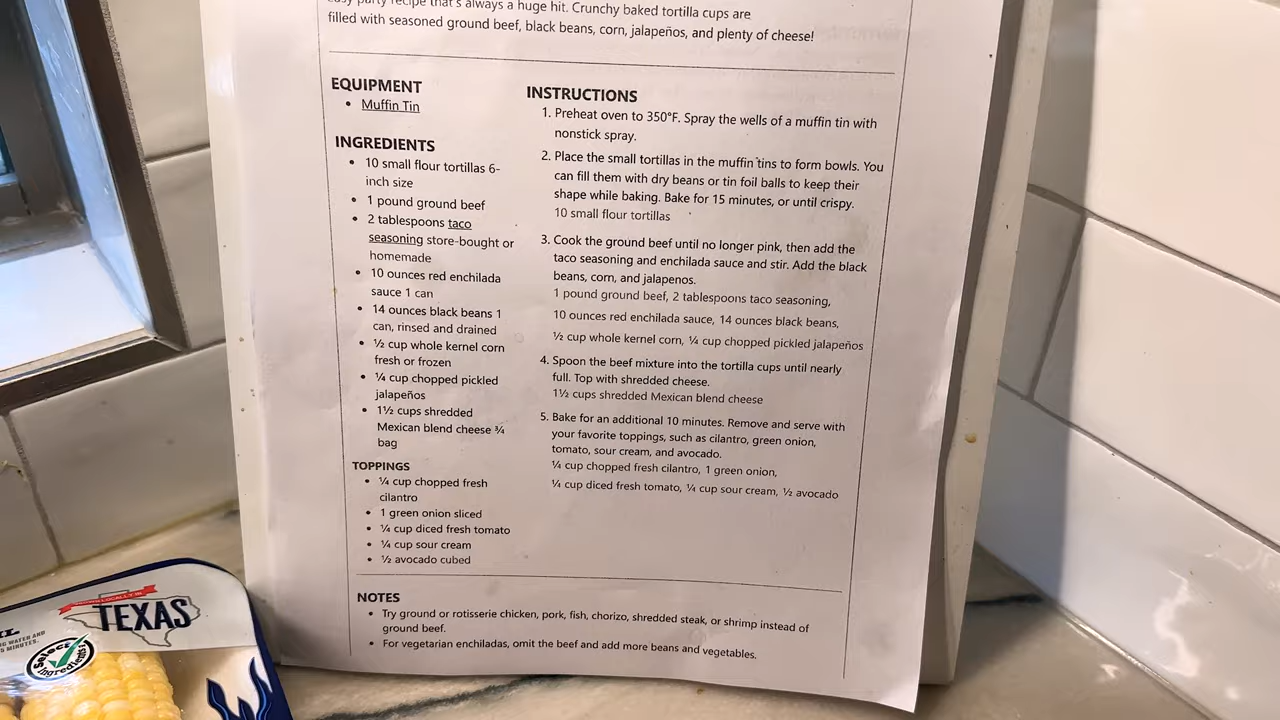 easy party recipe that's always a huge hit. Crunchy baked tortilla cups are
filled with seasoned ground beef, black beans, corn, jalapeños, and plenty of cheese!
EQUIPMENT
• Muffin Tin
INGREDIENTS
• 10 small flour tortillas 6-
inch size
• 1 pound ground beef
• 2 tablespoons taco
seasoning store-bought or
homemade
• 10 ounces red enchilada
sauce 1 can
• 14 ounces black beans 1
can, rinsed and drained
• ½ cup whole kernel corn
fresh or frozen
• ¼ cup chopped pickled
jalapeños
• 1½ cups shredded
Mexican blend cheese ¾
bag
TOPPINGS
• ¼ cup chopped fresh
cilantro
• 1 green onion sliced
• ¼ cup diced fresh tomato
• ¼ cup sour cream
• ½ avocado cubed
INSTRUCTIONS
1. Preheat oven to 350°F. Spray the wells of a muffin tin with
nonstick spray.
2. Place the small tortillas in the muffin tins to form bowls. You
can fill them with dry beans or tin foil balls to keep their
shape while baking. Bake for 15 minutes, or until crispy.
10 small flour tortillas
3. Cook the ground beef until no longer pink, then add the
taco seasoning and enchilada sauce and stir. Add the black
beans, corn, and jalapenos.
1 pound ground beef, 2 tablespoons taco seasoning,
10 ounces red enchilada sauce, 14 ounces black beans,
½ cup whole kernel corn, ¼ cup chopped pickled jalapeños
4. Spoon the beef mixture into the tortilla cups until nearly
full. Top with shredded cheese.
1½ cups shredded Mexican blend cheese
5. Bake for an additional 10 minutes. Remove and serve with
your favorite toppings, such as cilantro, green onion,
tomato, sour cream, and avocado.
¼ cup chopped fresh cilantro, 1 green onion,
¼ cup diced fresh tomato, ¼ cup sour cream, ½ avocado
NOTES
• Try ground or rotisserie chicken, pork, fish, chorizo, shredded steak, or shrimp instead of
ground beef.
• For vegetarian enchiladas, omit the beef and add more beans and vegetables.
TEXAS
WATER AND
5 MINUTES.
Select
Ingredients